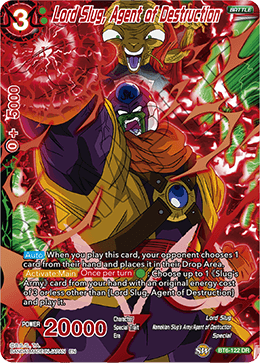 3
Lord Slug, Agent of Destruction
BATTLE
0 + 5000
Auto When you play this card, your opponent chooses 1
card from their hand and places it in their Drop Area.
Activate:Main Once per turn : Choose up to 1 {Slug's
Army} card from your hand with an original energy cost
of 3 or less other than {Lord Slug, Agent of Destruction}
and play it.
POWER 20000
Character Lord Slug
Special Trait Namekian/Slug's Army/Agent of Destruction
Era Special
BT6-122 DR